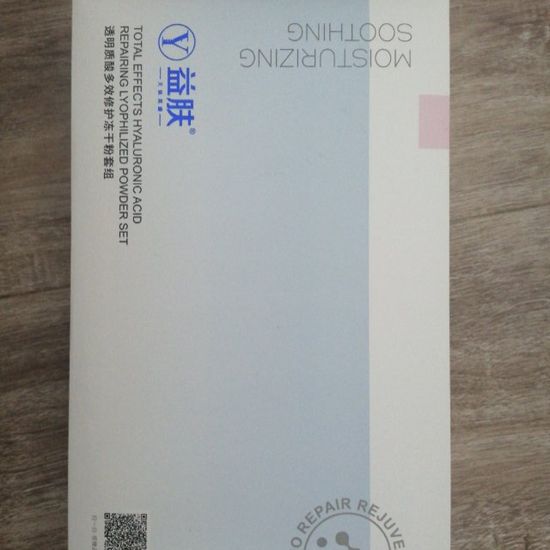 Y
益肤®
TOTAL EFFECTS HYALURONIC ACID
REPAIRING LYOPHILIZED POWDER SET
透明质酸多效修护冻干粉套组
MOISTURIZING
SOOTHING
O REPAIR REJUVE